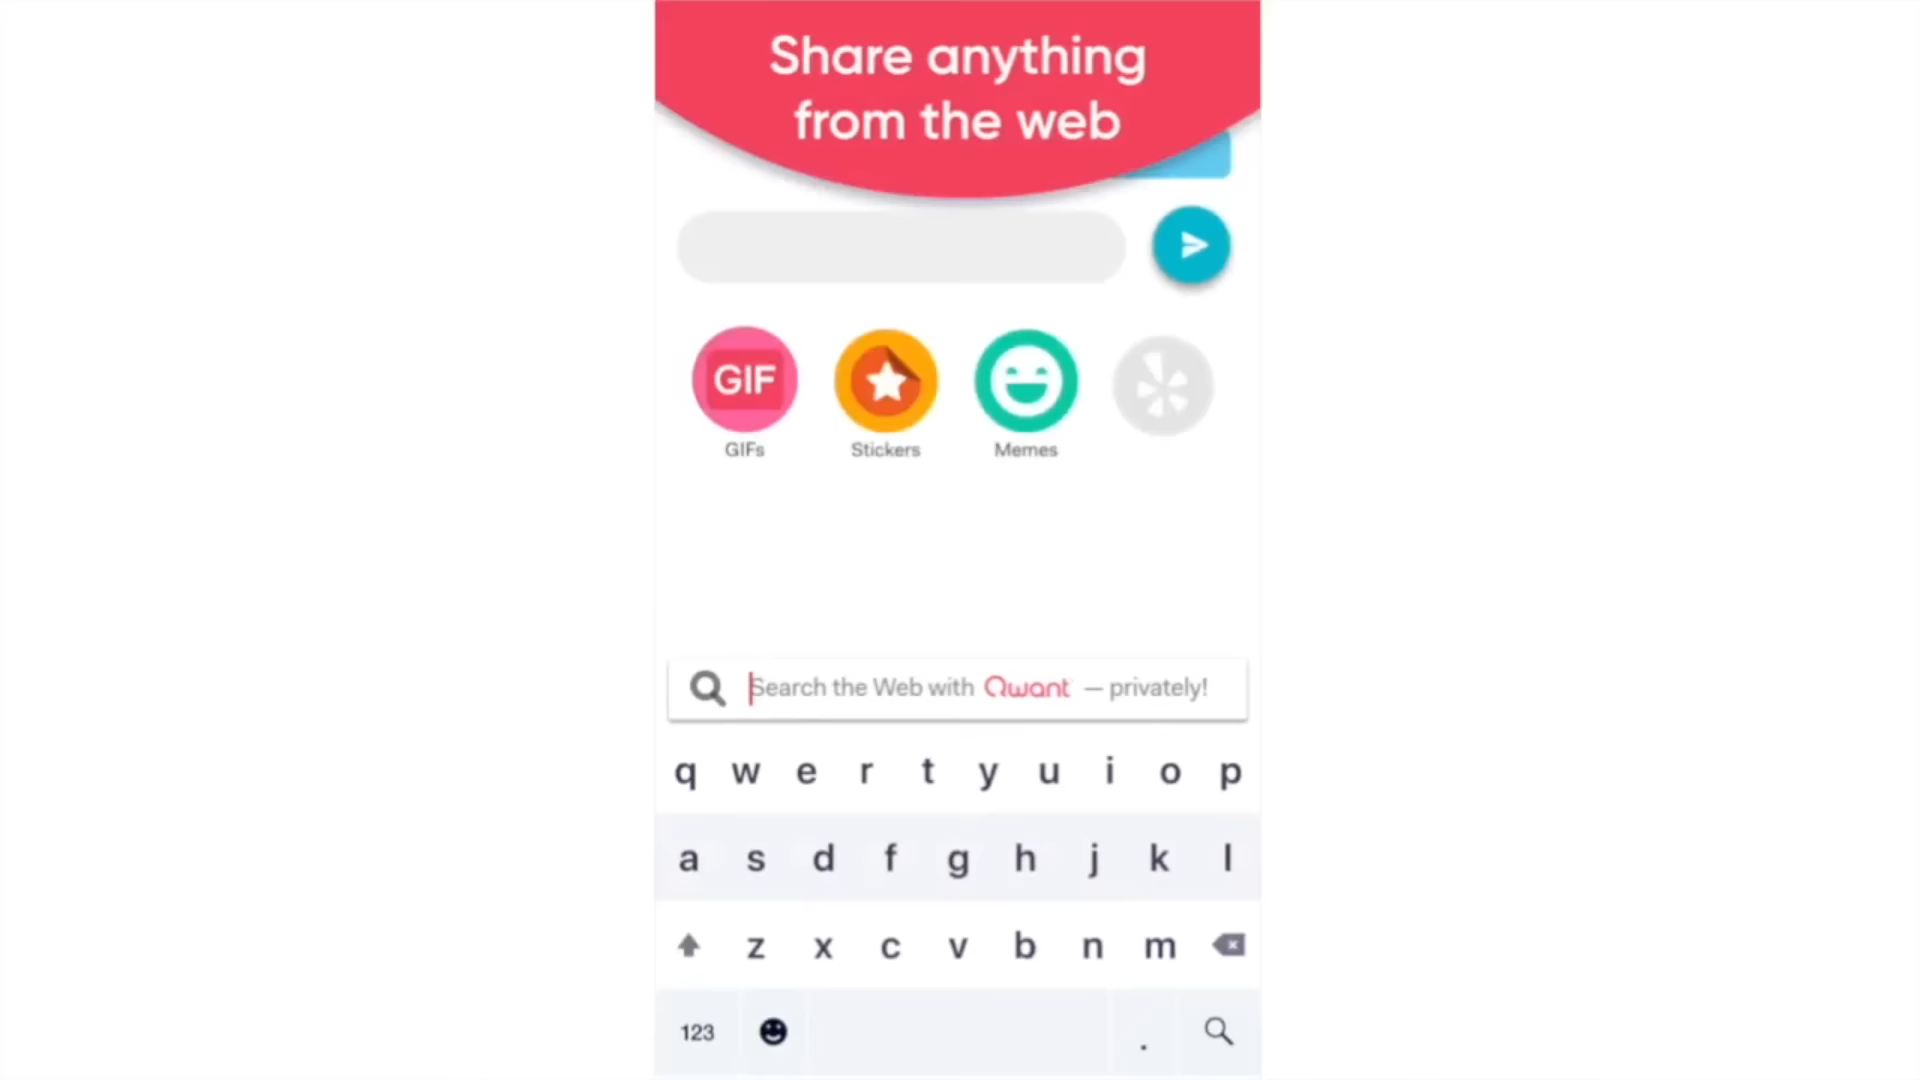 Share anything
from the web
GIF
GIFs
Stickers
Memes
Search the Web with Qwant – privately!
q w e r t y u i o p
a s d f g h j k l
z x c v b n m
123 .